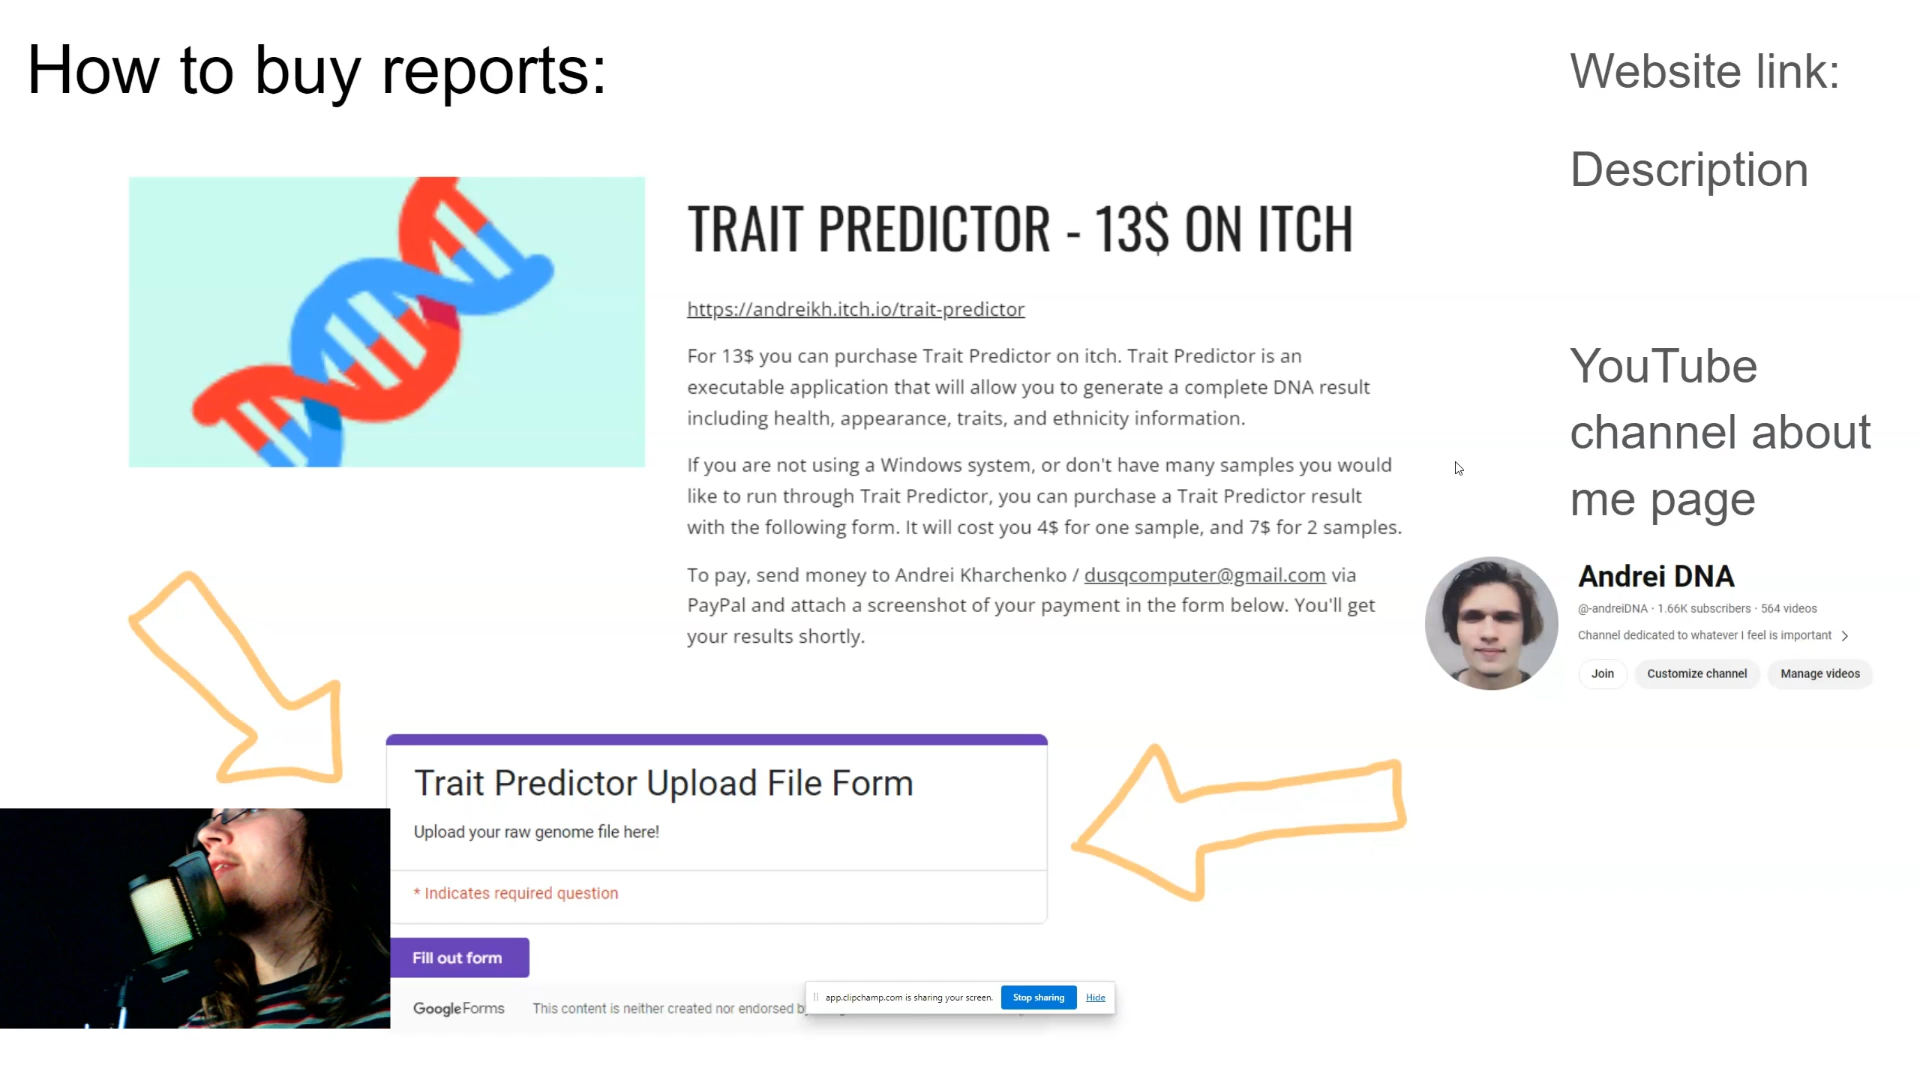 How to buy reports:
Website link:
Description
TRAIT PREDICTOR - 13$ ON ITCH
https://andreikh.itch.io/trait-predictor
For 13$ you can purchase Trait Predictor on itch. Trait Predictor is an
executable application that will allow you to generate a complete DNA result
including health, appearance, traits, and ethnicity information.
If you are not using a Windows system, or don't have many samples you would
like to run through Trait Predictor, you can purchase a Trait Predictor result
with the following form. It will cost you 4$ for one sample, and 7$ for 2 samples.
To pay, send money to Andrei Kharchenko / dusqcomputer@gmail.com via
PayPal and attach a screenshot of your payment in the form below. You'll get
your results shortly.
YouTube
channel about
me page
Andrei DNA
@-andreiDNA · 1.66K subscribers · 564 videos
Channel dedicated to whatever I feel is important
Join Customize channel Manage videos
Trait Predictor Upload File Form
Upload your raw genome file here!
* Indicates required question
Fill out form
Google Forms This content is neither created nor endorsed
app.clipchamp.com is sharing your screen. Stop sharing Hide